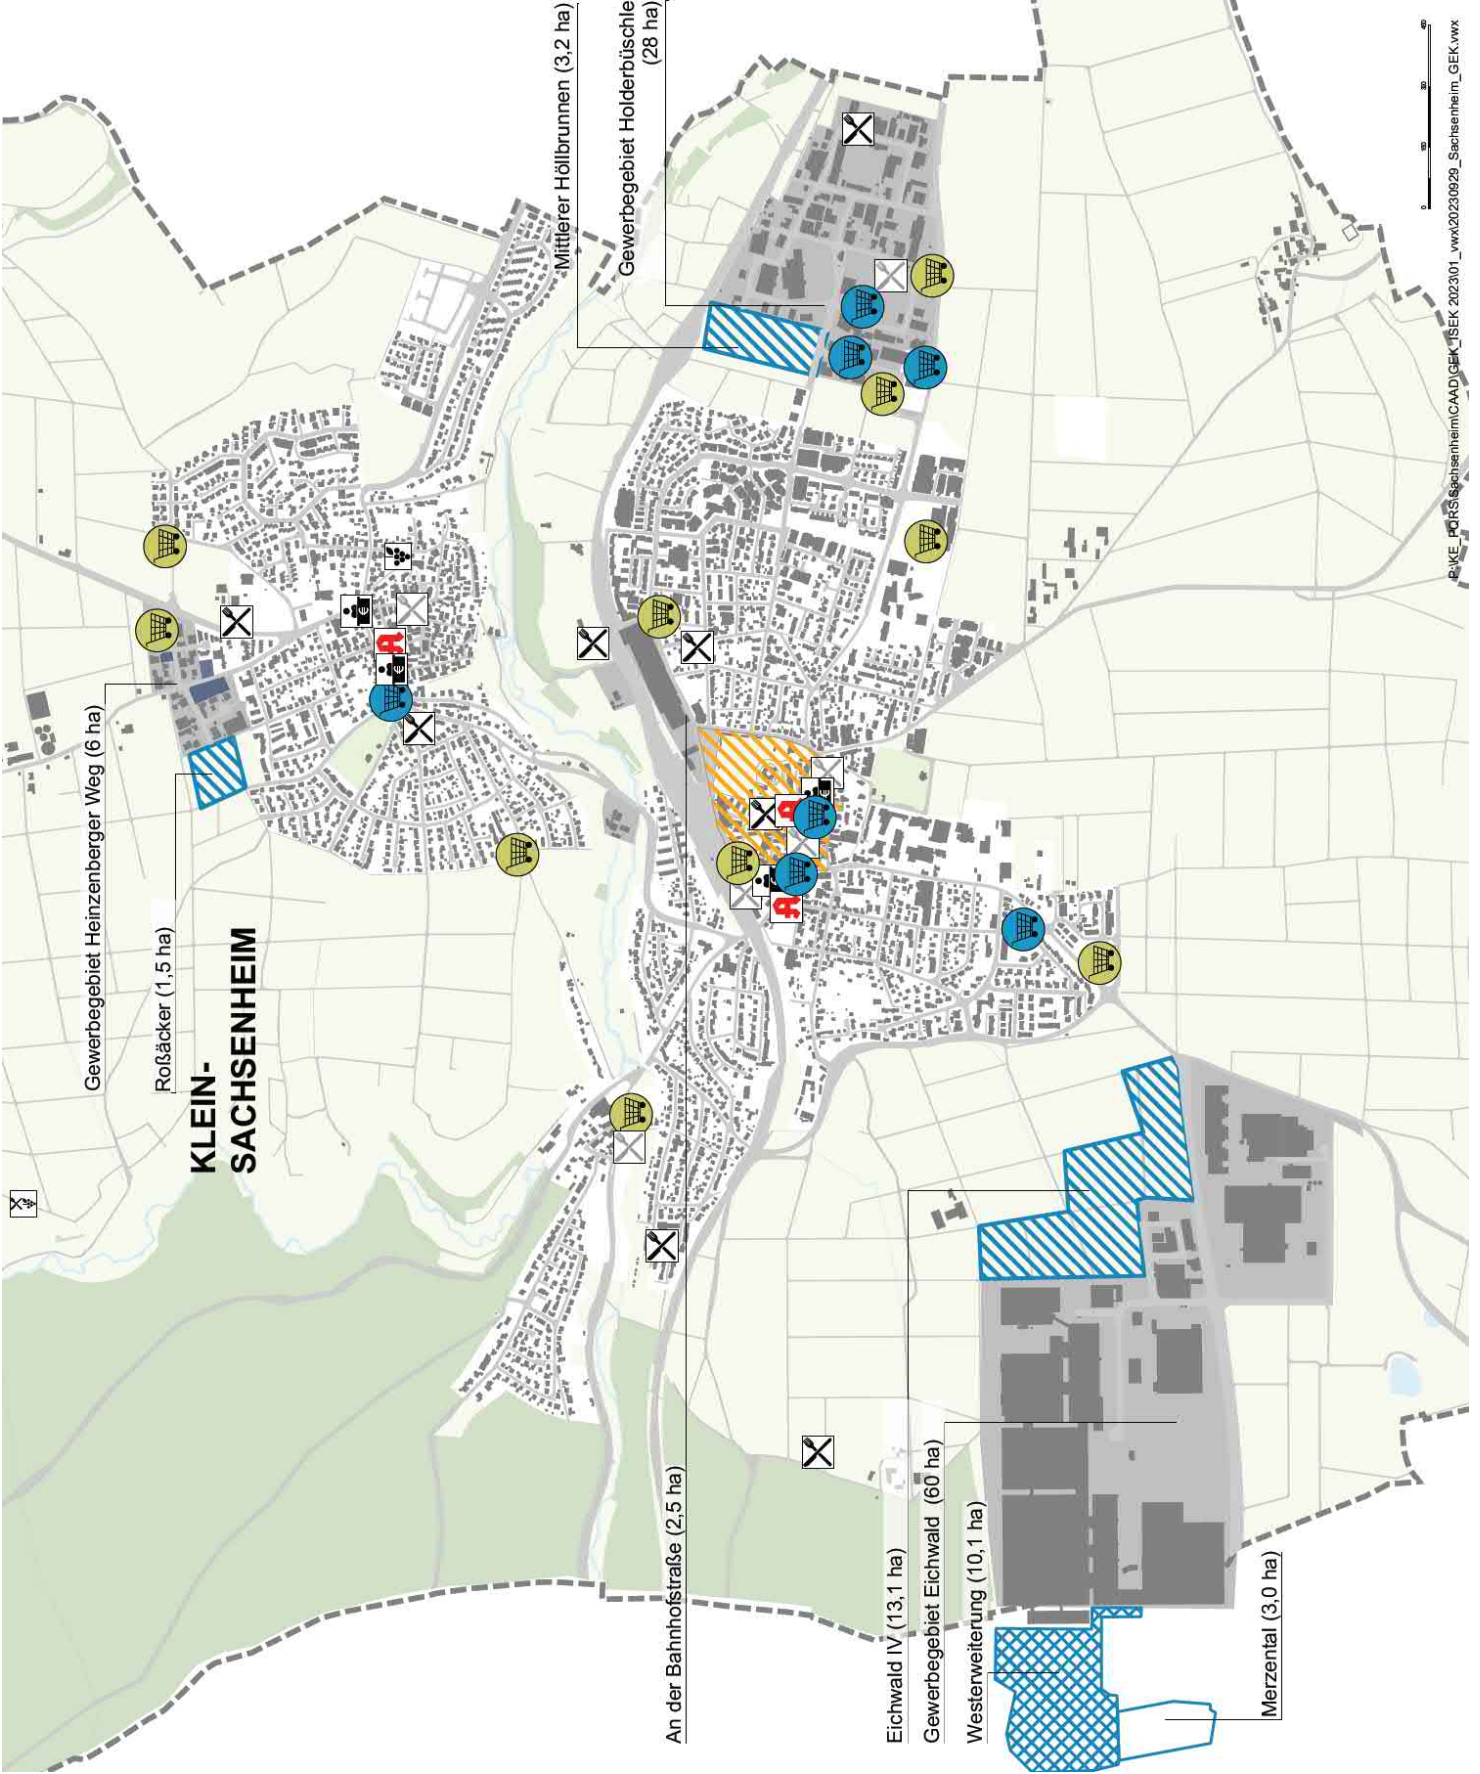 Mittlerer Höllbrunnen (3,2 ha)
Gewerbegebiet Holderbüschle
(28 ha)
Gewerbegebiet Heinzenberger Weg (6 ha)
Roßäcker (1,5 ha)
KLEIN-
SACHSENHEIM
An der Bahnhofstraße (2,5 ha)
Eichwald IV (13,1 ha)
Gewerbegebiet Eichwald (60 ha)
Westerweiterung (10,1 ha)
Merzental (3,0 ha)